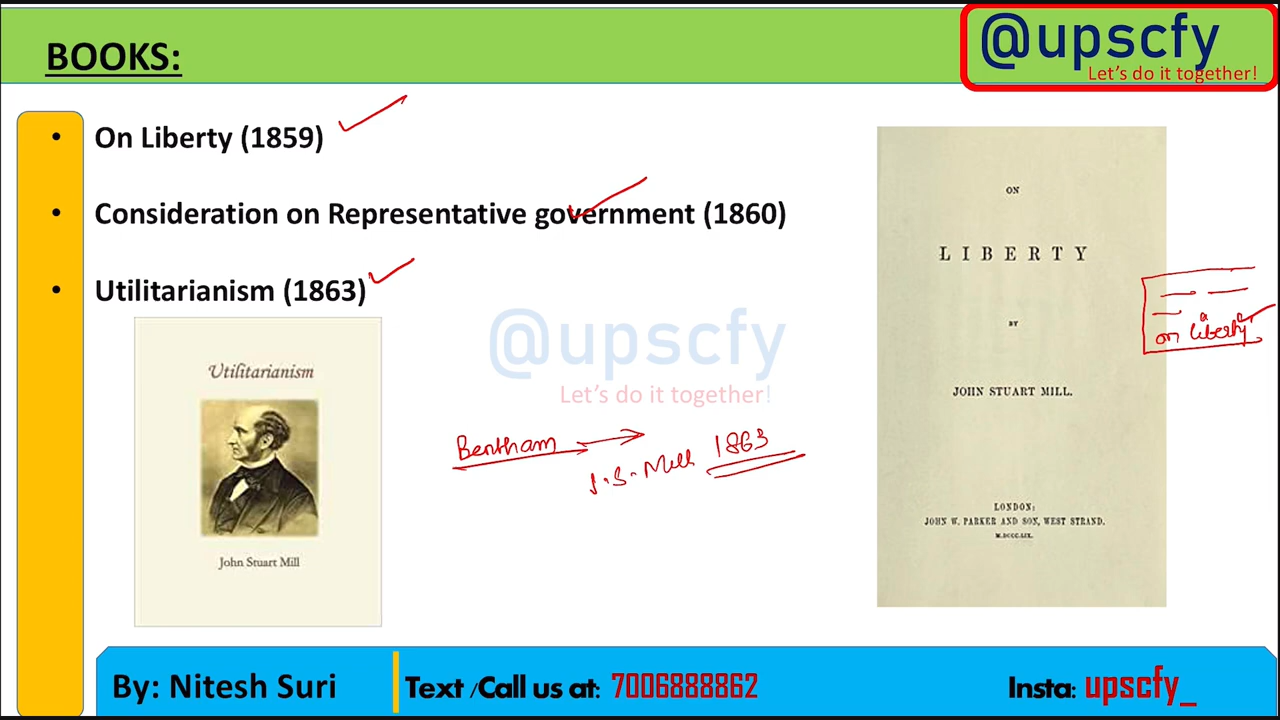 BOOKS:
@upscfy
Let's do it together!
• On Liberty (1859)
• Consideration on Representative government (1860)
• Utilitarianism (1863)
Utilitarianism
John Stuart Mill
@upscfy
Let's do it together!
Bentham
J.S. Mill 1863
ON
LIBERTY
BY
JOHN STUART MILL.
LONDON:
JOHN W. PARKER AND SON, WEST STRAND.
M.DCCC.LIX.
on liberty
By: Nitesh Suri
Text /Call us at: 7006888862
Insta: upscfy_